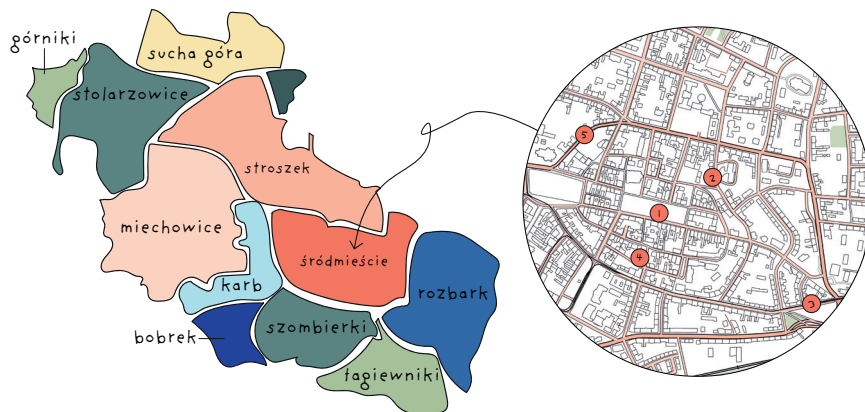 górniki
sucha góra
stolarzowice
stroszek
miechowice
śródmieście
karb
rozbark
szombierki
bobrek
łagiewniki
5
2
1
4
3